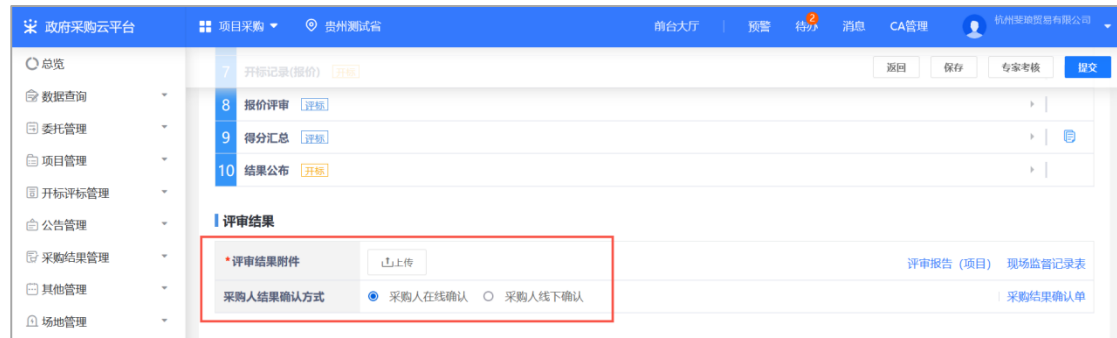 政府采购云平台 项目采购 贵州测试省 前台大厅 预警 待办 2 消息 CA管理 杭州斐琅贸易有限公司
总览
7 开标记录(报价) 开标 返回 保存 专家考核 提交
数据查询
8 报价评审 评标
委托管理
9 得分汇总 评标
项目管理
10 结果公布 开标
开标评标管理
公告管理
评审结果
采购结果管理
*评审结果附件 上传 评审报告（项目） 现场监督记录表
其他管理
采购人结果确认方式 采购人在线确认 采购人线下确认 采购结果确认单
场地管理